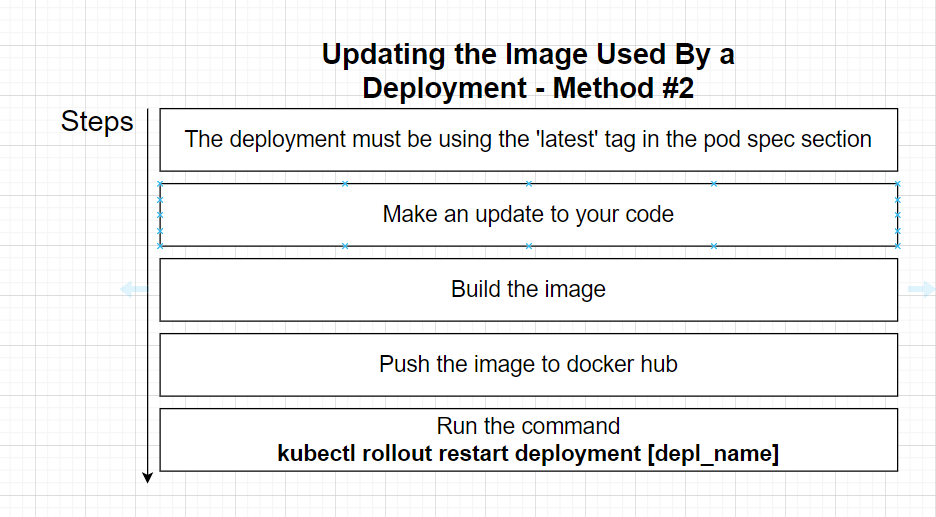 Updating the Image Used By a
Deployment - Method #2
Steps
The deployment must be using the 'latest' tag in the pod spec section
Make an update to your code
Build the image
Push the image to docker hub
Run the command
kubectl rollout restart deployment [depl_name]